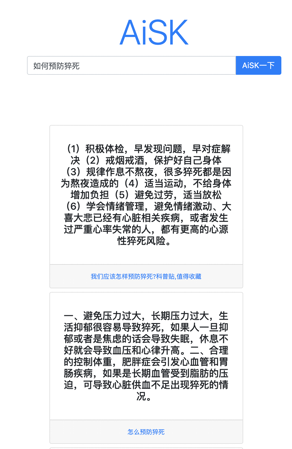 AiSK
如何预防猝死
AiSK一下
（1）积极体检，早发现问题，早对症解
决（2）戒烟戒酒，保护好自己身体
（3）规律作息不熬夜，很多猝死都是因
为熬夜造成的（4）适当运动，不给身体
增加负担（5）避免过劳，适当放松
（6）学会情绪管理，避免情绪激动、大
喜大悲已经有心脏相关疾病，或者发生
过严重心率失常的人，都有更高的心源
性猝死风险。
我们应该怎样预防猝死?科普贴,值得收藏
一、避免压力过大，长期压力过大，生
活抑郁很容易导致猝死，如果人一旦抑
郁或者是焦虑的话会导致失眠，休息不
好就会导致血压和心律升高。二、合理
的控制体重，肥胖症会引发心血管和胃
肠疾病，如果是长期血管受到脂肪的压
迫，可导致心脏供血不足出现猝死的情
况。
怎么预防猝死